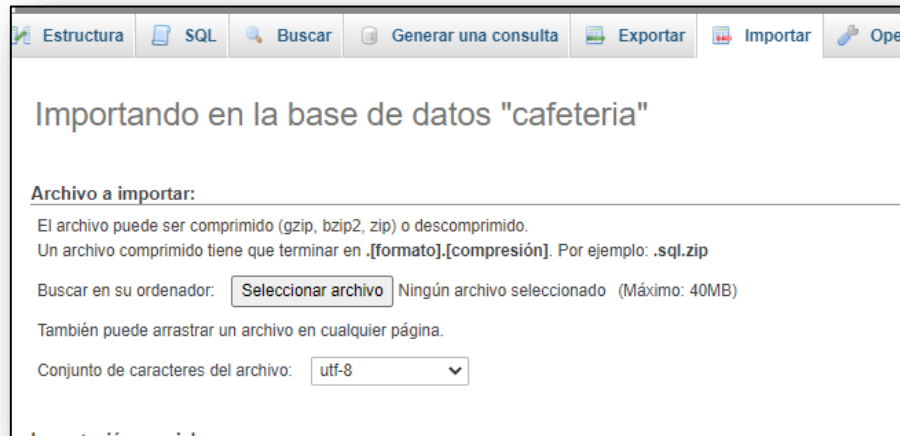 Estructura SQL Buscar Generar una consulta Exportar Importar Ope
Importando en la base de datos "cafeteria"
Archivo a importar:
El archivo puede ser comprimido (gzip, bzip2, zip) o descomprimido.
Un archivo comprimido tiene que terminar en .[formato].[compresión]. Por ejemplo: .sql.zip
Buscar en su ordenador: Seleccionar archivo Ningún archivo seleccionado (Máximo: 40MB)
También puede arrastrar un archivo en cualquier página.
Conjunto de caracteres del archivo: utf-8